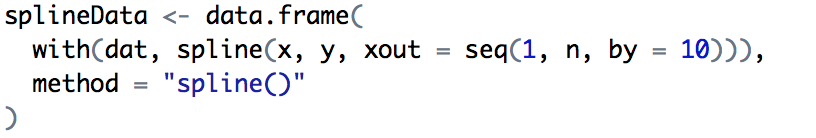 splineData <- data.frame(
  with(dat, spline(x, y, xout = seq(1, n, by = 10))),
  method = "spline()"
)